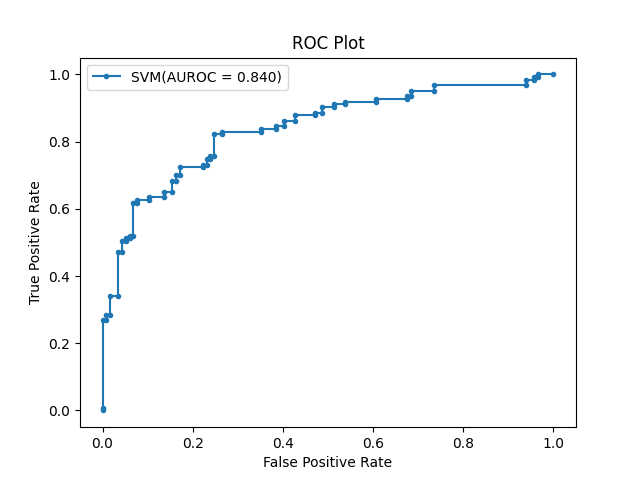 ROC Plot
SVM(AUROC = 0.840)
True Positive Rate
1.0
0.8
0.6
0.4
0.2
0.0
0.0 0.2 0.4 0.6 0.8 1.0
False Positive Rate